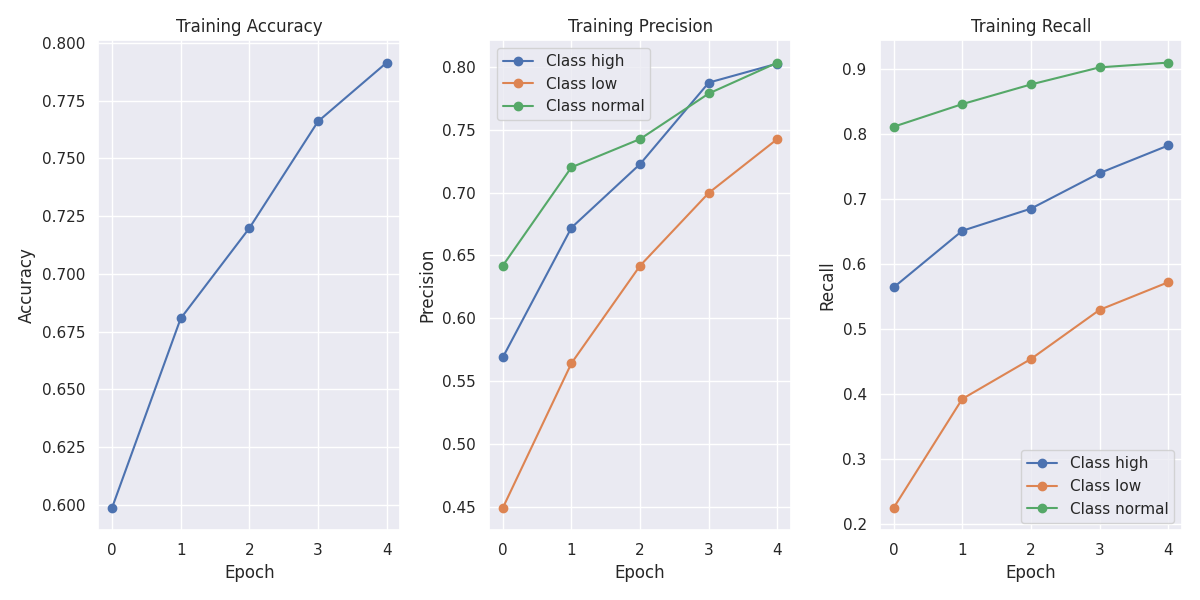 Training Accuracy
0.800
0.775
0.750
0.725
0.700
0.675
0.650
0.625
0.600
Accuracy
0 1 2 3 4
Epoch
Training Precision
Class high
Class low
Class normal
0.80
0.75
0.70
0.65
0.60
0.55
0.50
0.45
Precision
0 1 2 3 4
Epoch
Training Recall
0.9
0.8
0.7
0.6
0.5
0.4
0.3
0.2
Recall
Class high
Class low
Class normal
0 1 2 3 4
Epoch